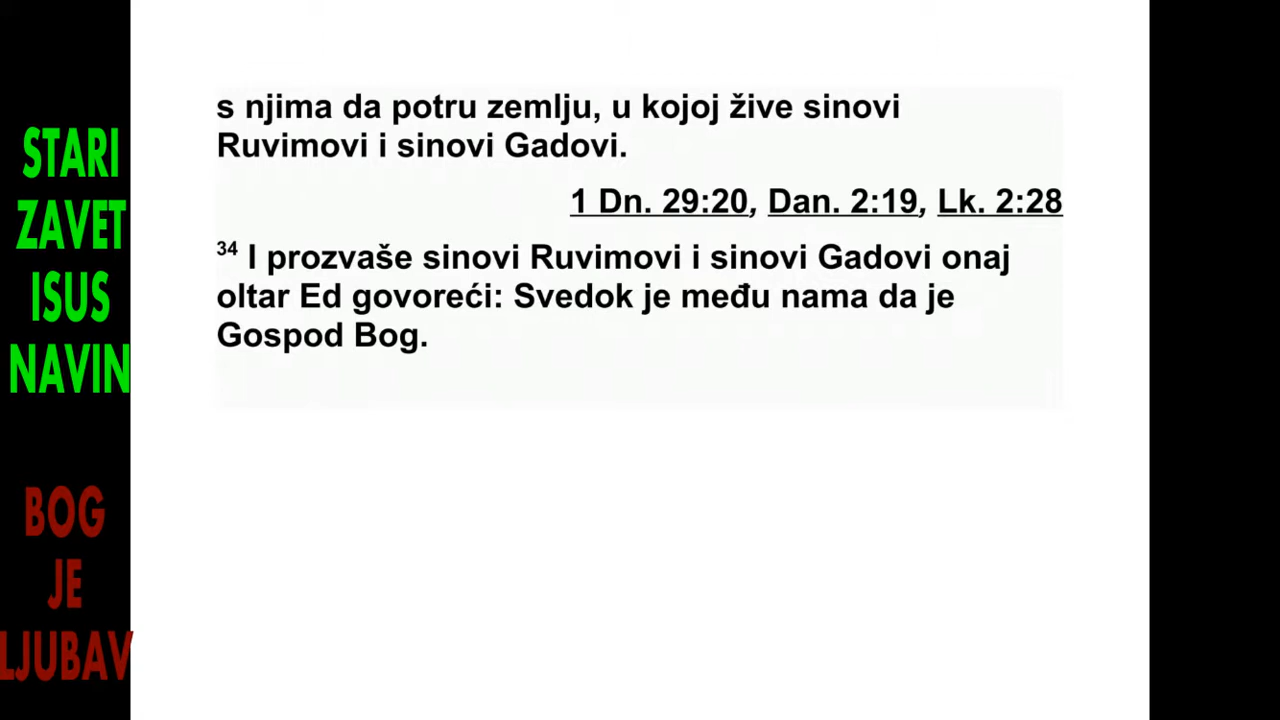 STARI
ZAVET
ISUS
NAVIN
BOG
JE
LJUBAV
s njima da potru zemlju, u kojoj žive sinovi
Ruvimovi i sinovi Gadovi.
1 Dn. 29:20, Dan. 2:19, Lk. 2:28
34 I prozvaše sinovi Ruvimovi i sinovi Gadovi onaj
oltar Ed govoreći: Svedok je među nama da je
Gospod Bog.